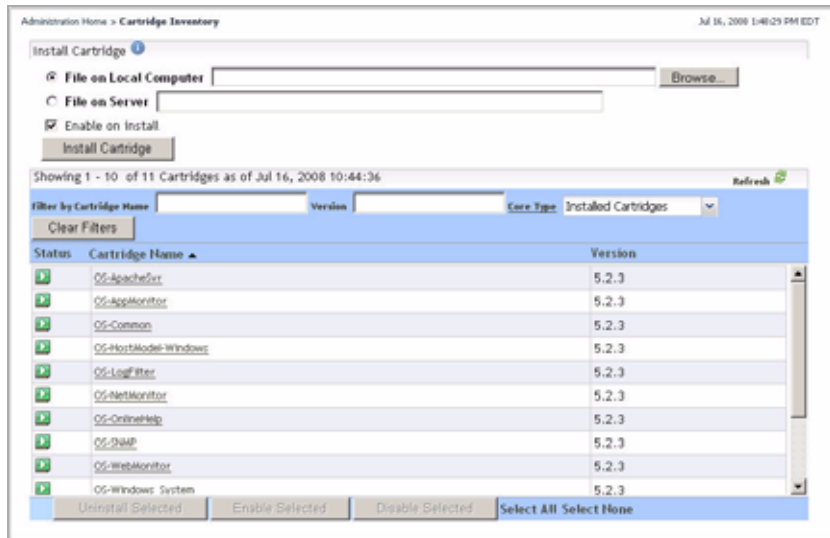 Administration Home > Cartridge Inventory Jul 16, 2008 1:40:29 PM EDT
Install Cartridge
File on Local Computer Browse...
File on Server
Enable on install
Install Cartridge
Showing 1 - 10 of 11 Cartridges as of Jul 16, 2008 10:44:36 Refresh
Filter by Cartridge Name Version Core Type Installed Cartridges
Clear Filters
Status Cartridge Name Version
OS-ApacheSvr 5.2.3
OS-AppMonitor 5.2.3
OS-Common 5.2.3
OS-HostModel-Windows 5.2.3
OS-LogFilter 5.2.3
OS-NetMonitor 5.2.3
OS-OnlineHelp 5.2.3
OS-SNMP 5.2.3
OS-WebMonitor 5.2.3
OS-Windows System 5.2.3
Uninstall Selected Enable Selected Disable Selected Select All Select None